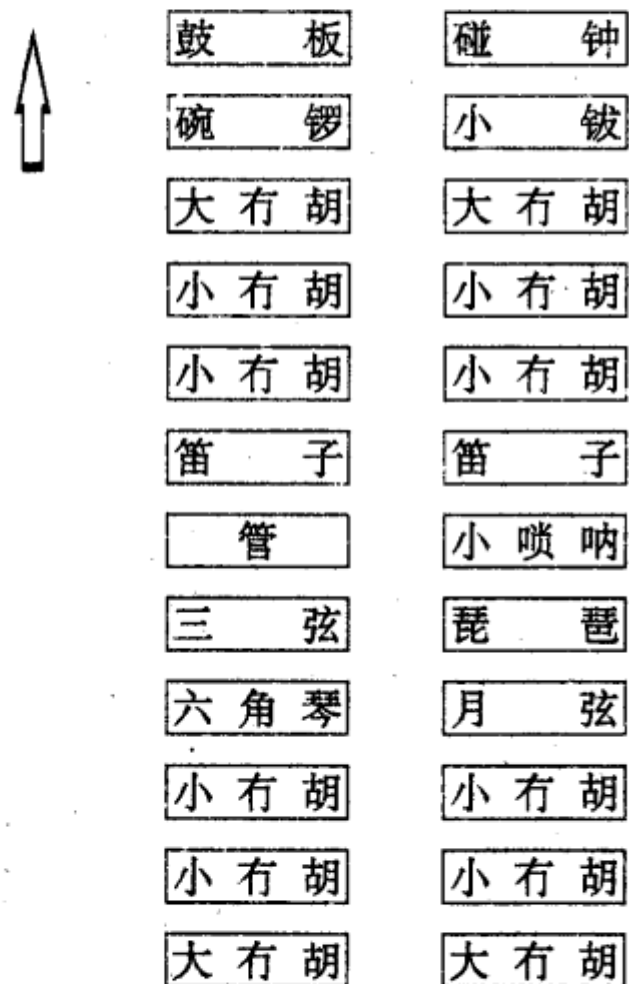 鼓板 碰钟
碗锣 小钹
大冇胡 大冇胡
小冇胡 小冇胡
小冇胡 小冇胡
笛子 笛子
管 小唢呐
三弦 琵琶
六角琴 月弦
小冇胡 小冇胡
小冇胡 小冇胡
大冇胡 大冇胡